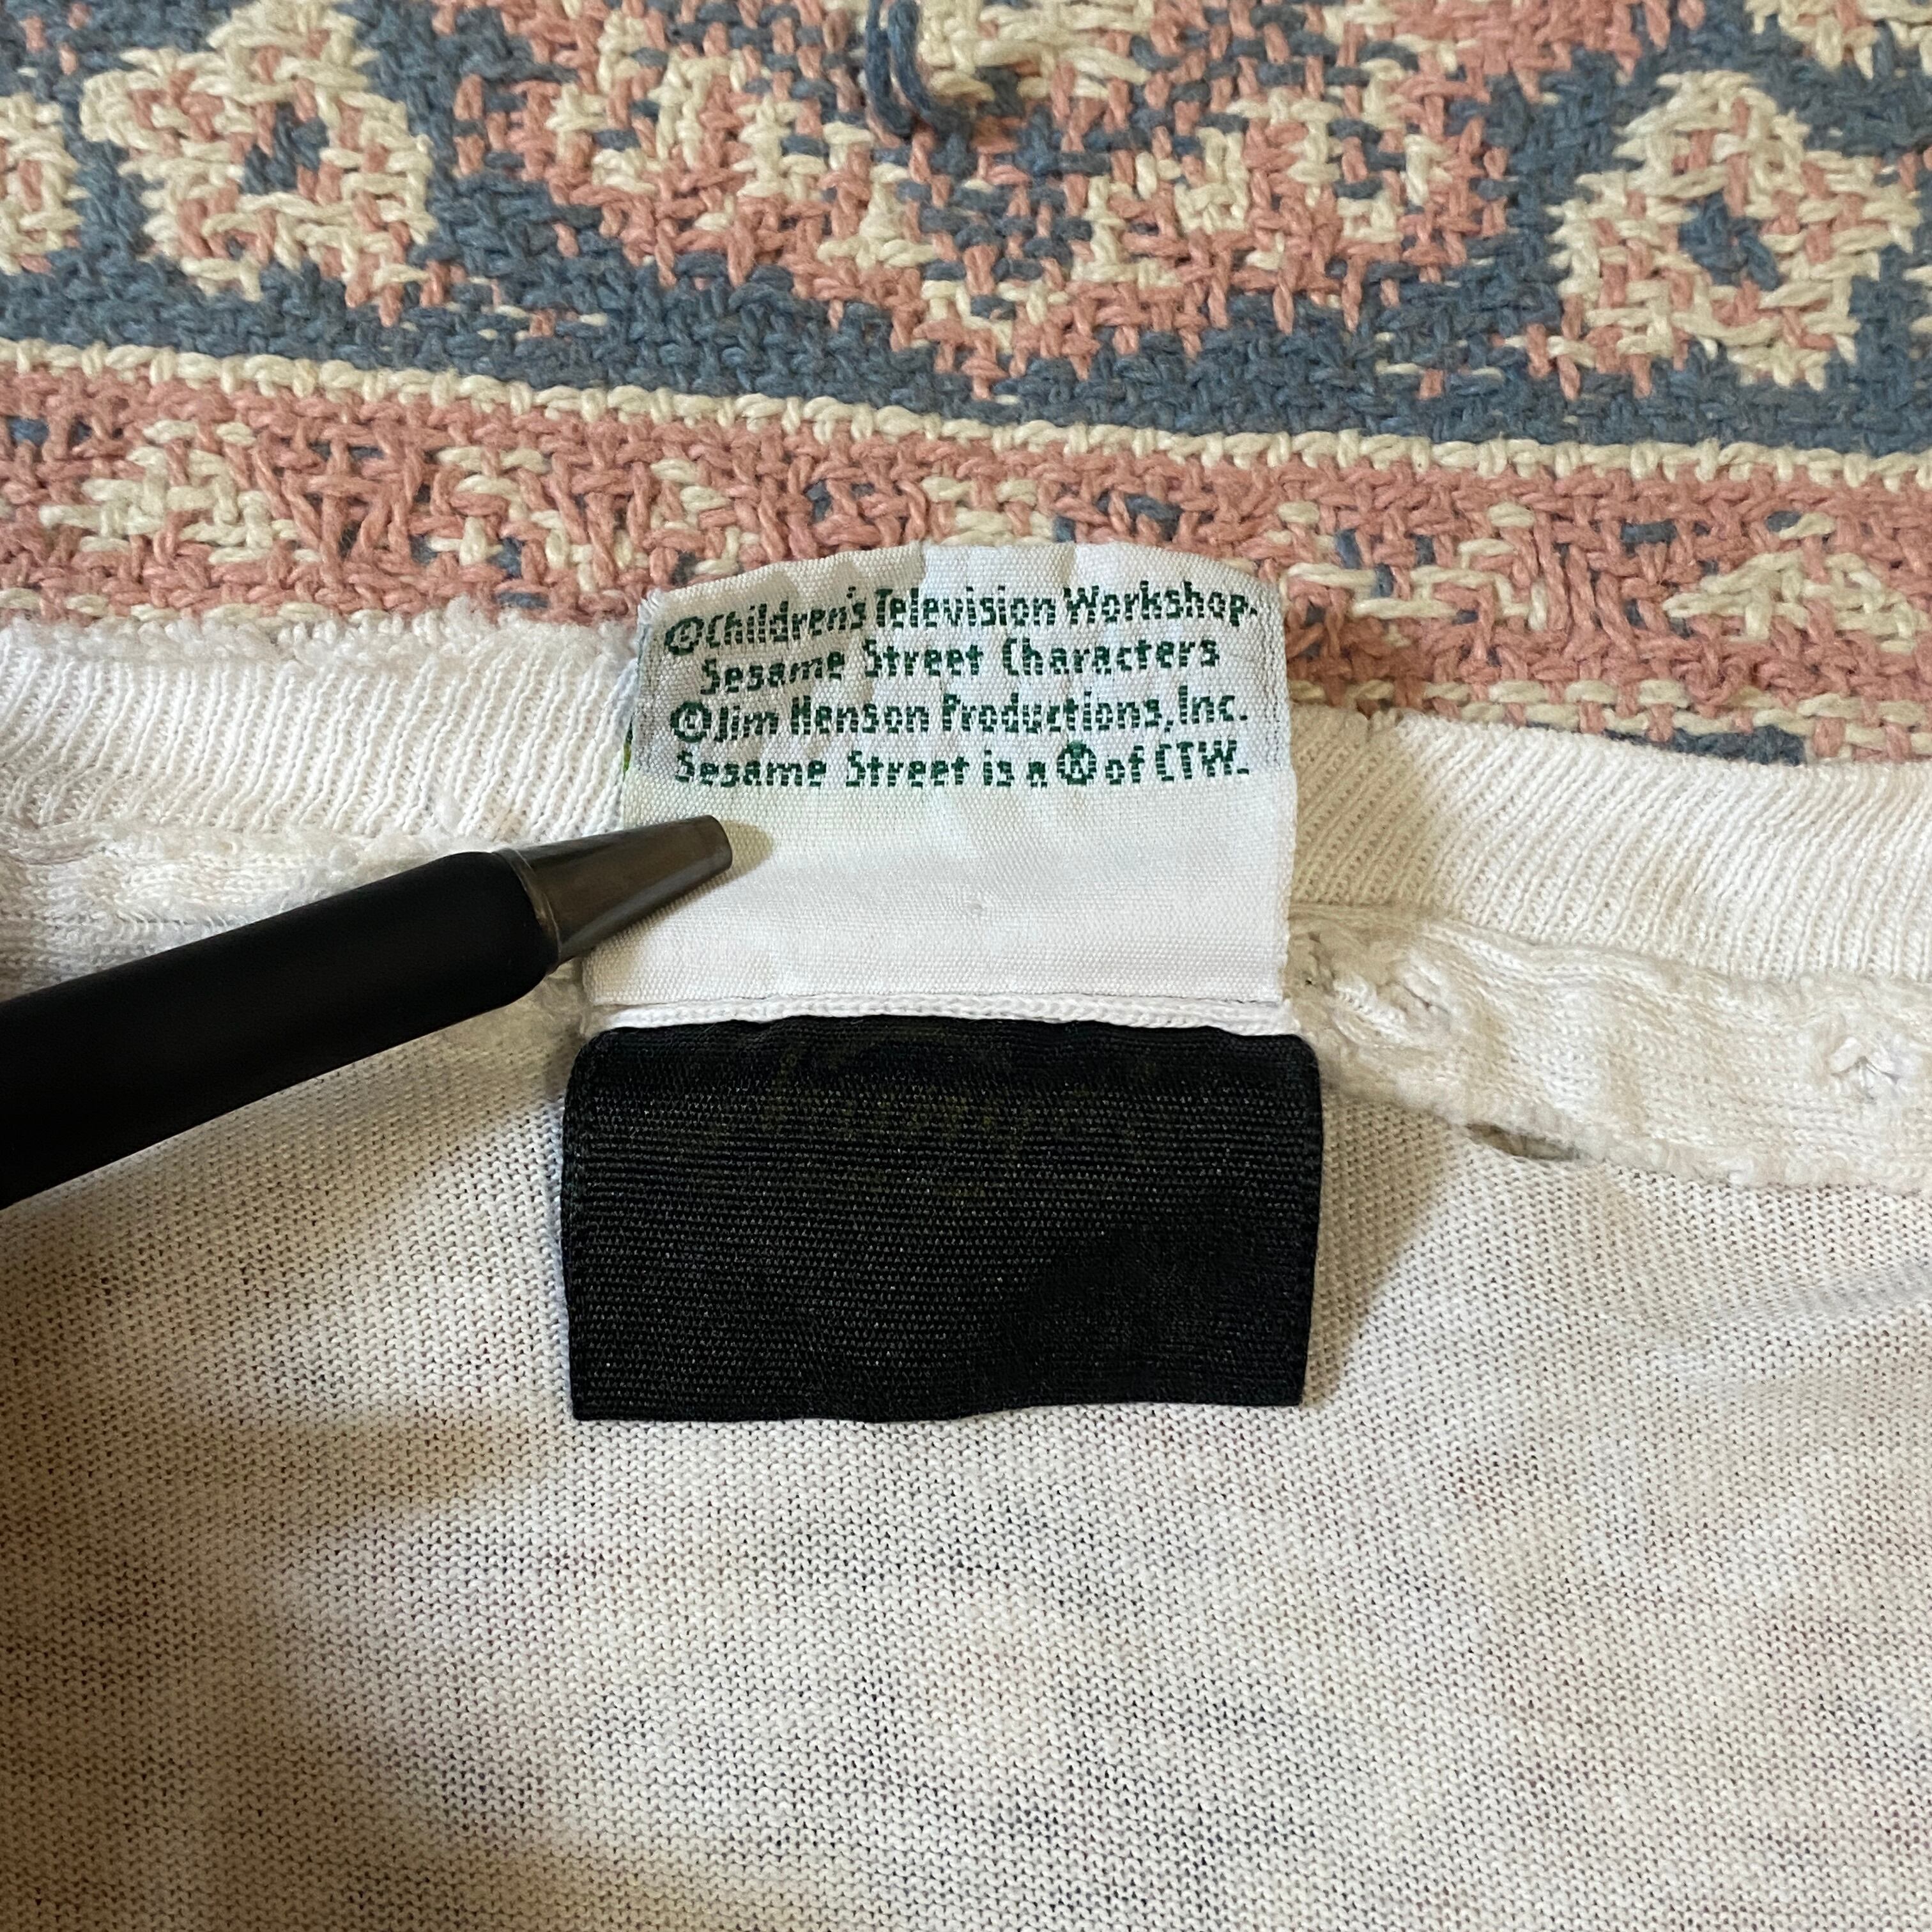 ©Children's Television Workshop.
Sesame Street Characters
©Jim Henson Productions, Inc.
Sesame Street is a ® of CTW.